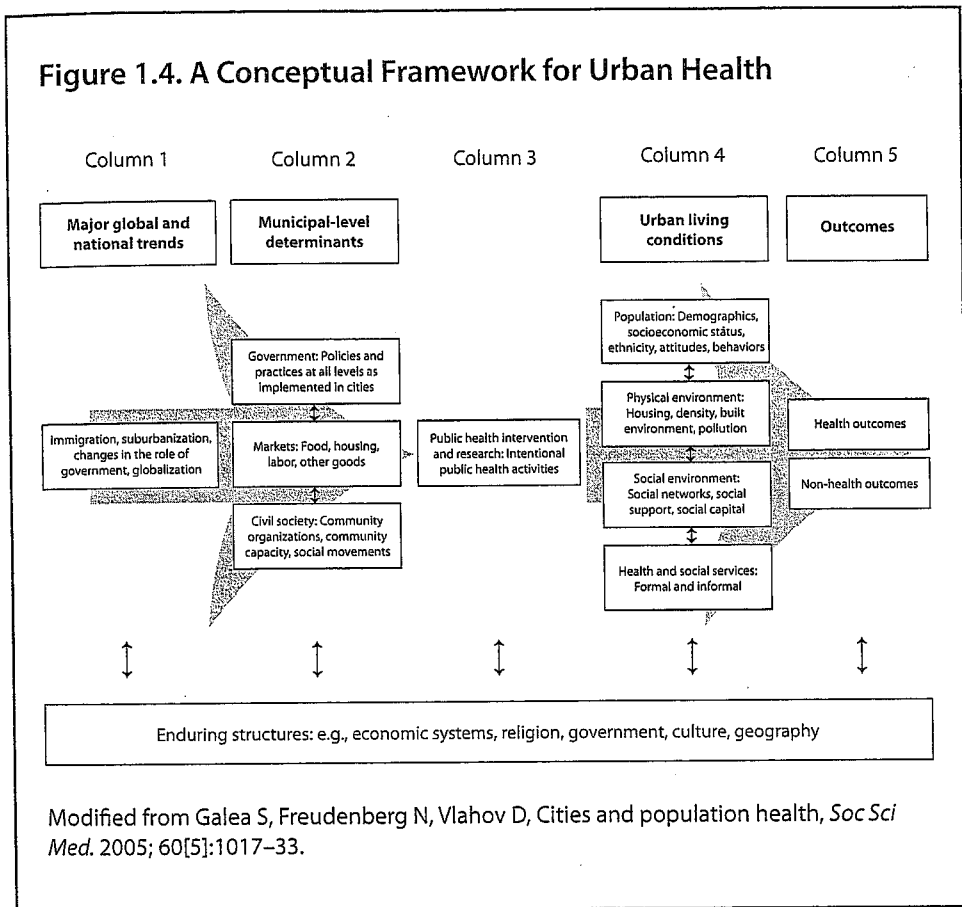 Figure 1.4. A Conceptual Framework for Urban Health
Column 1
Column 2
Column 3
Column 4
Column 5
Major global and
national trends
Municipal-level
determinants
Urban living
conditions
Outcomes
Immigration, suburbanization,
changes in the role of
government, globalization
Government: Policies and
practices at all levels as
implemented in cities
Markets: Food, housing,
labor, other goods
Civil society: Community
organizations, community
capacity, social movements
Public health intervention
and research: Intentional
public health activities
Population: Demographics,
socioeconomic status,
ethnicity, attitudes, behaviors
Physical environment:
Housing, density, built
environment, pollution
Social environment:
Social networks, social
support, social capital
Health and social services:
Formal and informal
Health outcomes
Non-health outcomes
Enduring structures: e.g., economic systems, religion, government, culture, geography
Modified from Galea S, Freudenberg N, Vlahov D, Cities and population health, Soc Sci
Med. 2005; 60[5]:1017–33.